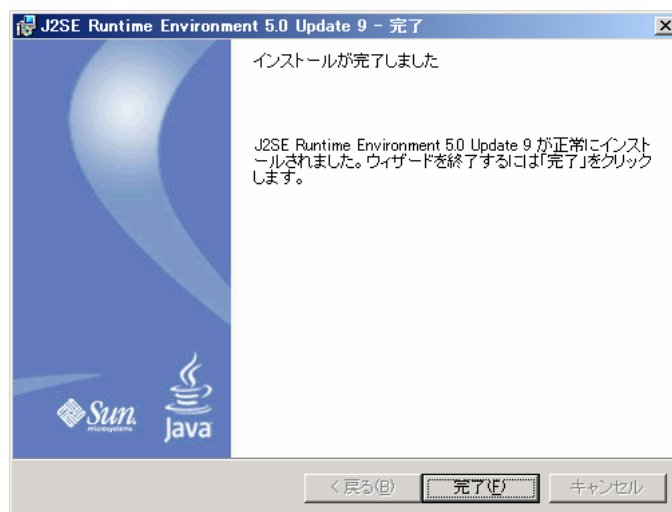 J2SE Runtime Environment 5.0 Update 9 - 完了
インストールが完了しました
J2SE Runtime Environment 5.0 Update 9 が正常にインスト
ールされました。ウィザードを終了するには「完了」をクリック
します。
Sun
microsystems
Java
< 戻る(B)
完了(F)
キャンセル